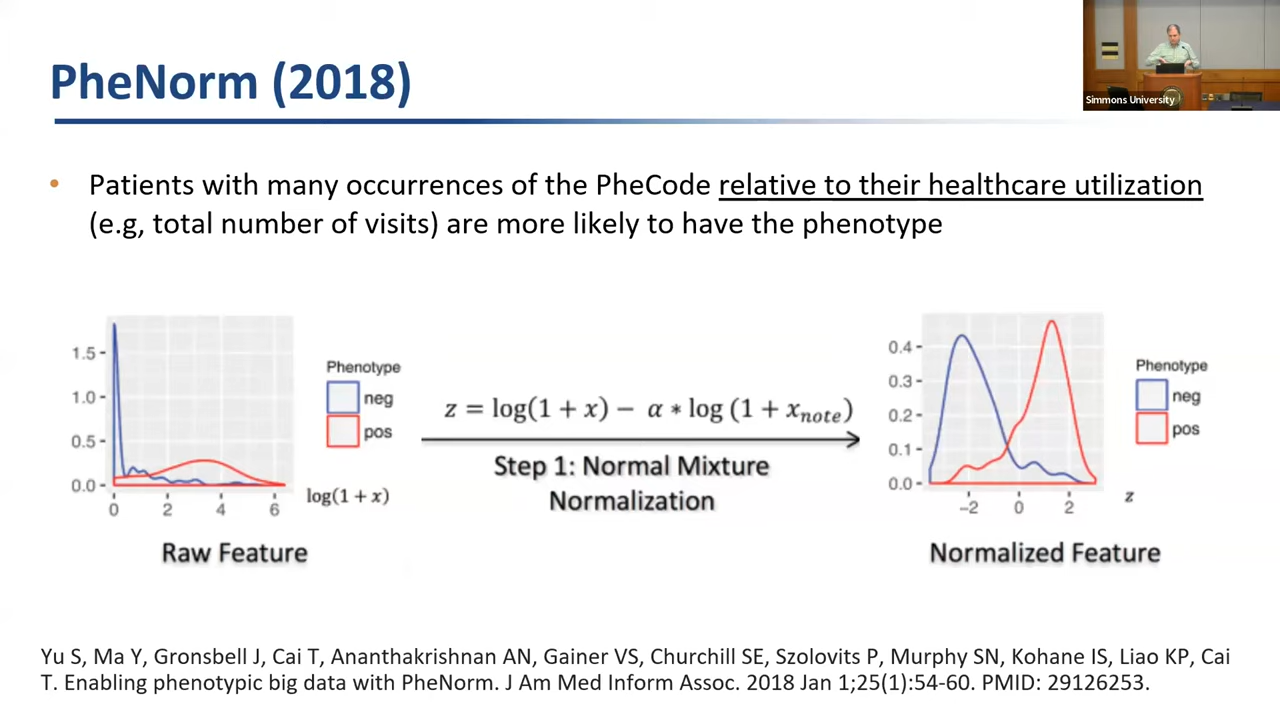 PheNorm (2018)
Simmons University
• Patients with many occurrences of the PheCode relative to their healthcare utilization
(e.g, total number of visits) are more likely to have the phenotype
1.5
1.0
0.5
0.0
0 2 4 6
log(1 + x)
Phenotype
neg
pos
Raw Feature
z = log(1 + x) − α ∗ log (1 + xnote)
Step 1: Normal Mixture
Normalization
0.4
0.3
0.2
0.1
0.0
−2 0 2
z
Phenotype
neg
pos
Normalized Feature
Yu S, Ma Y, Gronsbell J, Cai T, Ananthakrishnan AN, Gainer VS, Churchill SE, Szolovits P, Murphy SN, Kohane IS, Liao KP, Cai
T. Enabling phenotypic big data with PheNorm. J Am Med Inform Assoc. 2018 Jan 1;25(1):54-60. PMID: 29126253.